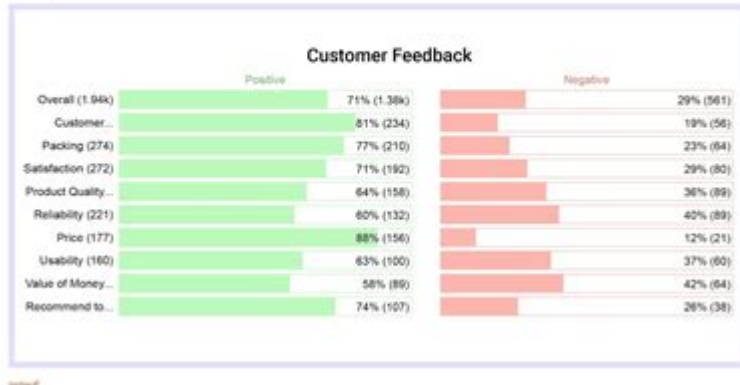 Customer Feedback
Positive Negative
Overall (1.94k) 71% (1.38k) 29% (561)
Customer... 81% (234) 19% (56)
Packing (274) 77% (210) 23% (64)
Satisfaction (272) 71% (192) 29% (80)
Product Quality... 64% (158) 36% (89)
Reliability (221) 60% (132) 40% (89)
Price (177) 88% (156) 12% (21)
Usability (160) 63% (100) 37% (60)
Value of Money... 58% (89) 42% (64)
Recommend to... 74% (107) 26% (38)